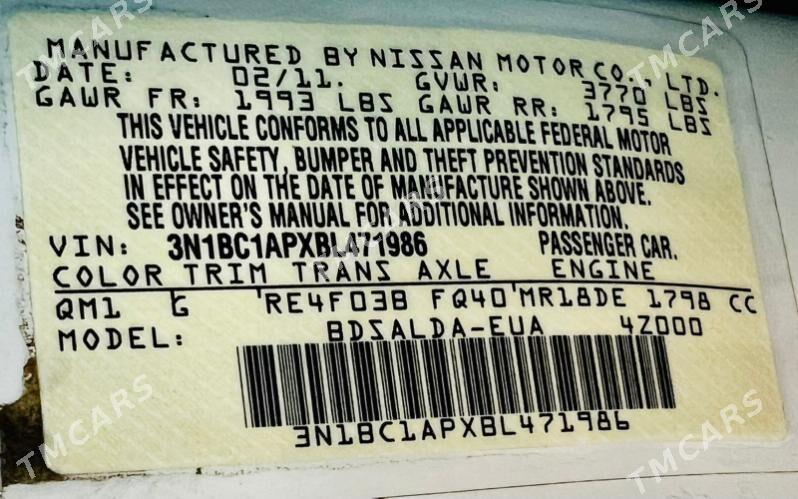 MANUFACTURED BY NISSAN MOTOR CO., LTD.
DATE: 02/11. GVWR: 3770 LBS
GAWR FR: 1993 LBS GAWR RR: 1795 LBS
THIS VEHICLE CONFORMS TO ALL APPLICABLE FEDERAL MOTOR
VEHICLE SAFETY, BUMPER AND THEFT PREVENTION STANDARDS
IN EFFECT ON THE DATE OF MANUFACTURE SHOWN ABOVE.
SEE OWNER'S MANUAL FOR ADDITIONAL INFORMATION.
VIN: 3N1BC1APXBL471986 PASSENGER CAR.
COLOR TRIM TRANS AXLE ENGINE
QM1 G RE4F03B FQ40 MR18DE 1798 CC
MODEL: BDSALDA-EUA 4Z000
3N1BC1APXBL471986
TMCARS
TMCARS
TMCARS
TMCARS
TMCARS
TMCARS
TMCARS